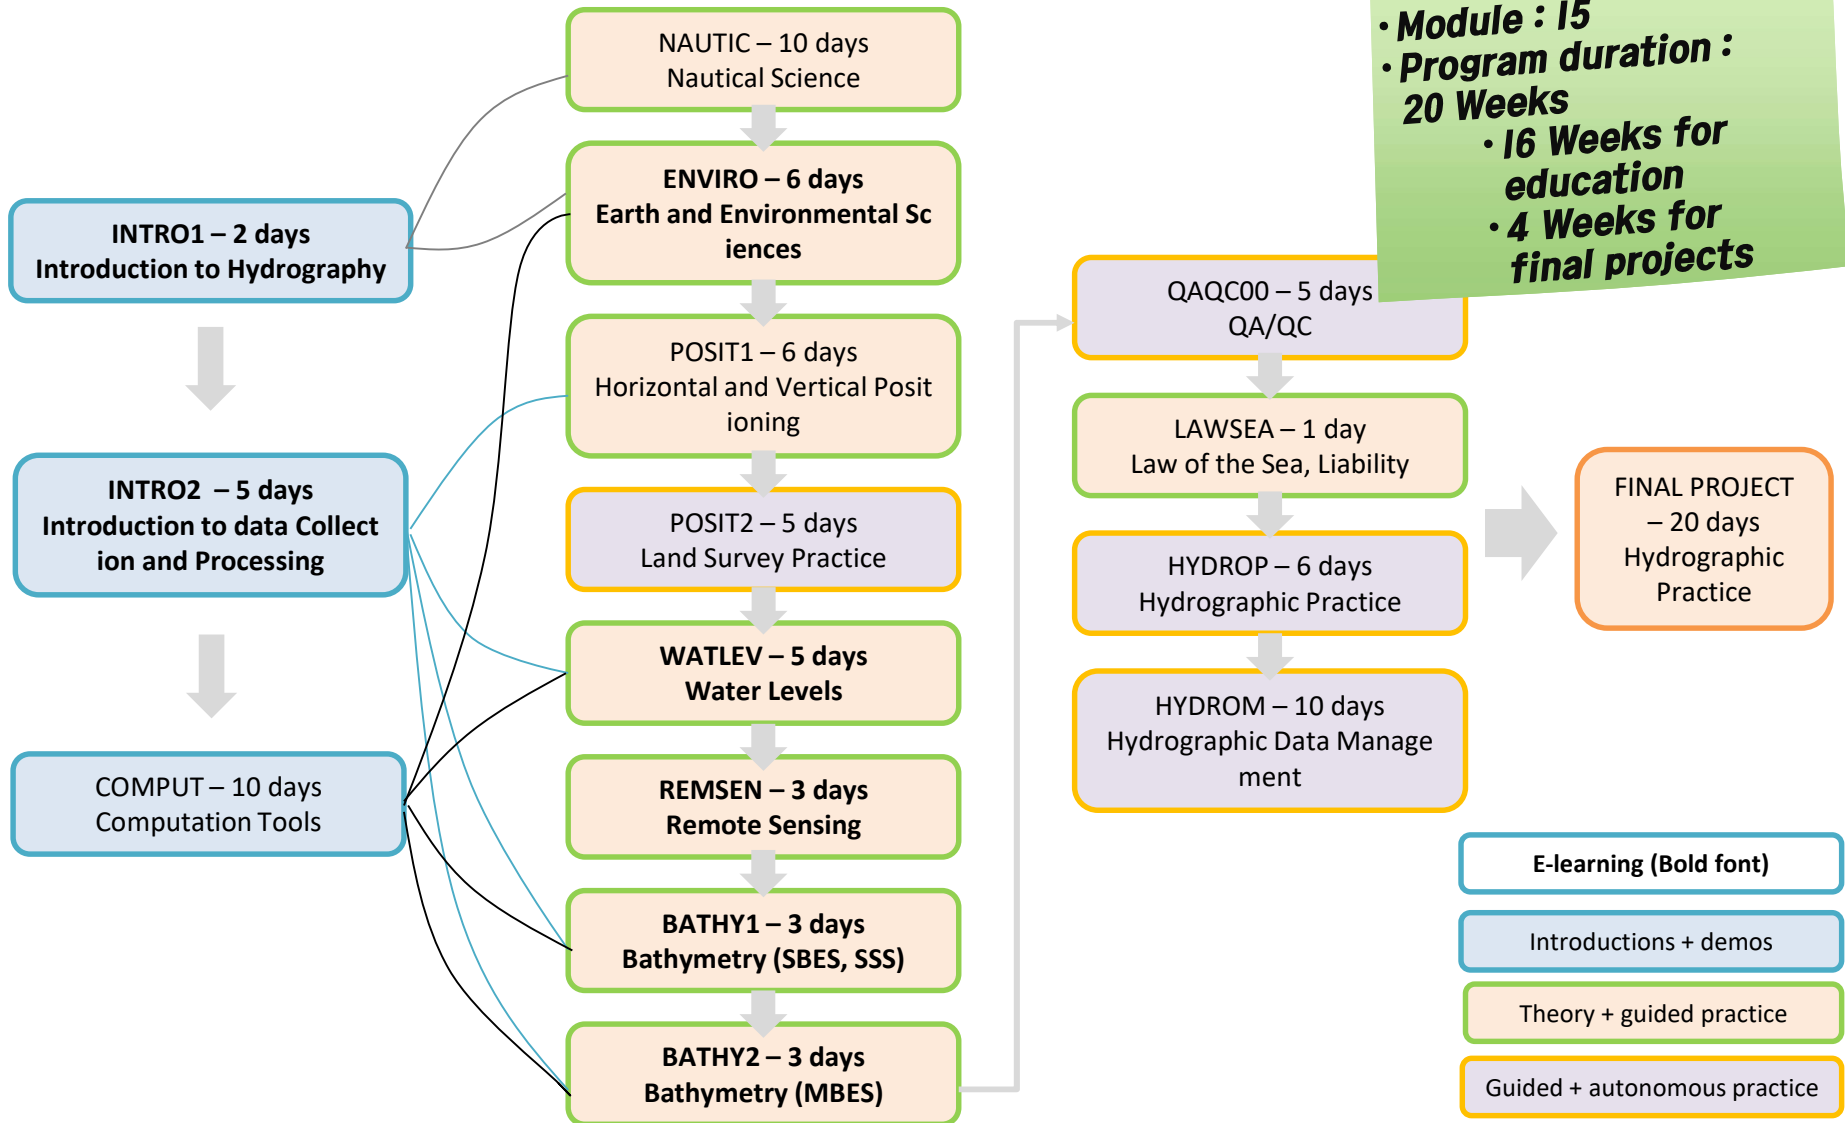 NAUTIC – 10 days
Nautical Science
ENVIRO – 6 days
Earth and Environmental Sc
iences
POSIT1 – 6 days
Horizontal and Vertical Posit
ioning
POSIT2 – 5 days
Land Survey Practice
WATLEV – 5 days
Water Levels
REMSEN – 3 days
Remote Sensing
BATHY1 – 3 days
Bathymetry (SBES, SSS)
BATHY2 – 3 days
Bathymetry (MBES)
INTRO1 – 2 days
Introduction to Hydrography
INTRO2 – 5 days
Introduction to data Collect
ion and Processing
COMPUT – 10 days
Computation Tools
QAQC00 – 5 days
QA/QC
LAWSEA – 1 day
Law of the Sea, Liability
HYDROP – 6 days
Hydrographic Practice
HYDROM – 10 days
Hydrographic Data Manage
ment
FINAL PROJECT
– 20 days
Hydrographic
Practice
• Module : 15
• Program duration :
20 Weeks
• 16 Weeks for
education
• 4 Weeks for
final projects
E-learning (Bold font)
Introductions + demos
Theory + guided practice
Guided + autonomous practice